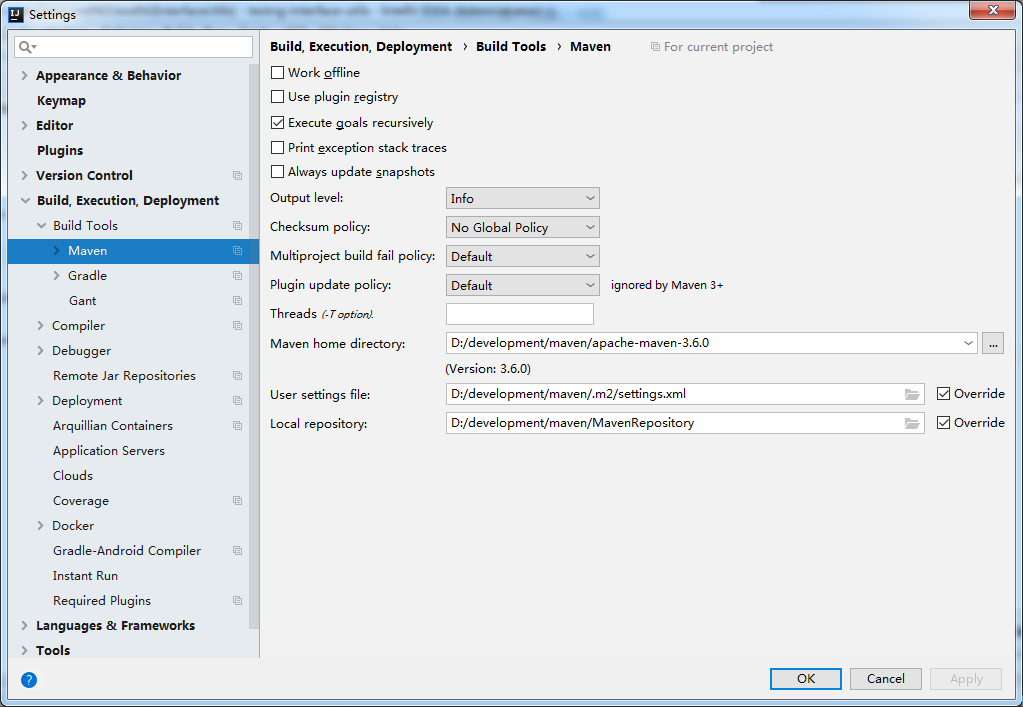 Settings
Appearance & Behavior
Keymap
Editor
Plugins
Version Control
Build, Execution, Deployment
Build Tools
Maven
Gradle
Gant
Compiler
Debugger
Remote Jar Repositories
Deployment
Arquillian Containers
Application Servers
Clouds
Coverage
Docker
Gradle-Android Compiler
Instant Run
Required Plugins
Languages & Frameworks
Tools
Build, Execution, Deployment › Build Tools › Maven For current project
Work offline
Use plugin registry
Execute goals recursively
Print exception stack traces
Always update snapshots
Output level: Info
Checksum policy: No Global Policy
Multiproject build fail policy: Default
Plugin update policy: Default ignored by Maven 3+
Threads (-T option).
Maven home directory: D:/development/maven/apache-maven-3.6.0 ...
(Version: 3.6.0)
User settings file: D:/development/maven/.m2/settings.xml Override
Local repository: D:/development/maven/MavenRepository Override
? OK Cancel Apply